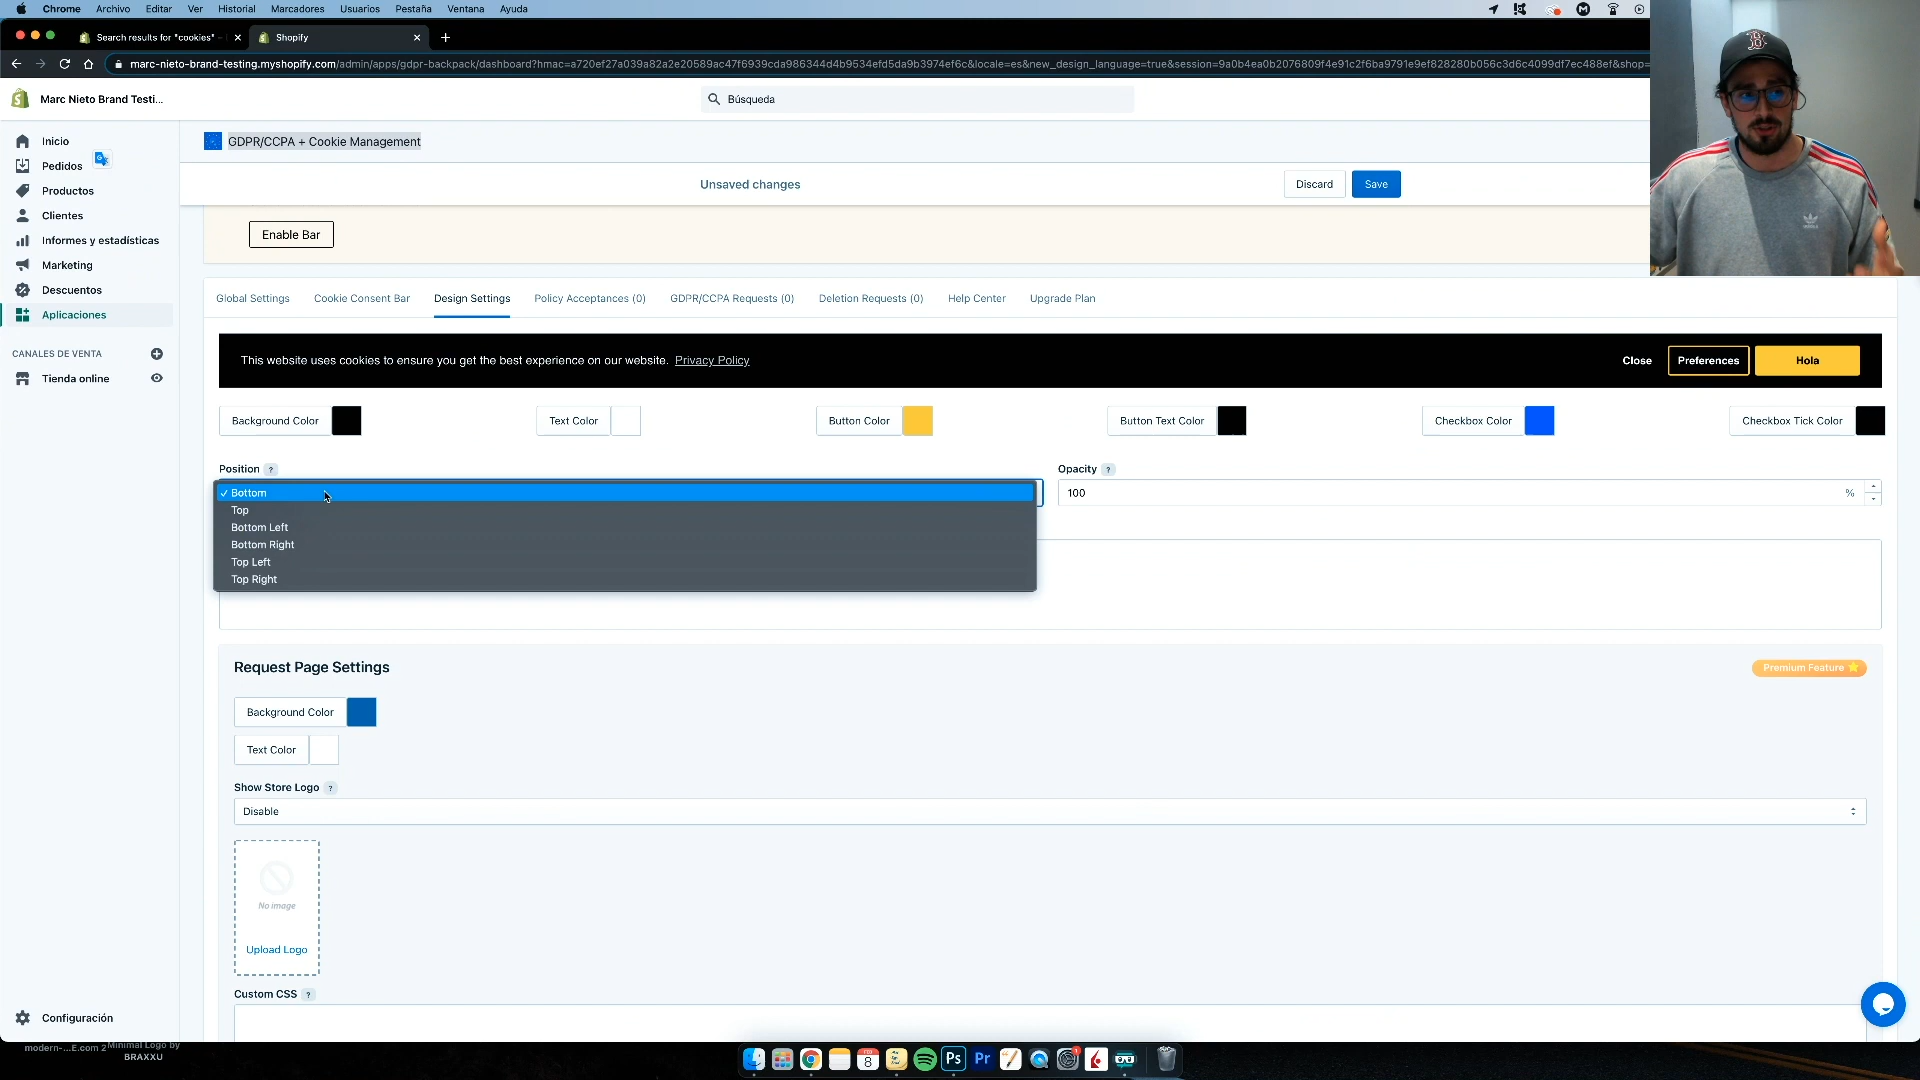 Chrome Archivo Editar Ver Historial Marcadores Usuarios Pestaña Ventana Ayuda
Search results for "cookies" -
Shopify
marc-nieto-brand-testing.myshopify.com/admin/apps/gdpr-backpack/dashboard?hmac=a720ef27a039a82a2e20589ac47f6939cda986344d4b9534efd5da9b3974ef6c&locale=es&new_design_language=true&session=9a0b4ea0b2076809f4e91c2f6ba9791e9ef828280b056c3d6c4099df7ec488ef&shop=
Marc Nieto Brand Testi...
Búsqueda
Inicio
Pedidos
Productos
Clientes
Informes y estadísticas
Marketing
Descuentos
Aplicaciones
CANALES DE VENTA
Tienda online
Configuración
GDPR/CCPA + Cookie Management
Unsaved changes
Discard
Save
Enable Bar
Global Settings Cookie Consent Bar Design Settings Policy Acceptances (0) GDPR/CCPA Requests (0) Deletion Requests (0) Help Center Upgrade Plan
This website uses cookies to ensure you get the best experience on our website. Privacy Policy
Close Preferences Hola
Background Color Text Color Button Color Button Text Color Checkbox Color Checkbox Tick Color
Position ?
✓ Bottom
Top
Bottom Left
Bottom Right
Top Left
Top Right
Opacity ?
100 %
Request Page Settings
Premium Feature
Background Color
Text Color
Show Store Logo ?
Disable
No image
Upload Logo
Custom CSS ?
modern-...E.com 2
Minimal Logo by
BRAXXU
8
Ps
Pr